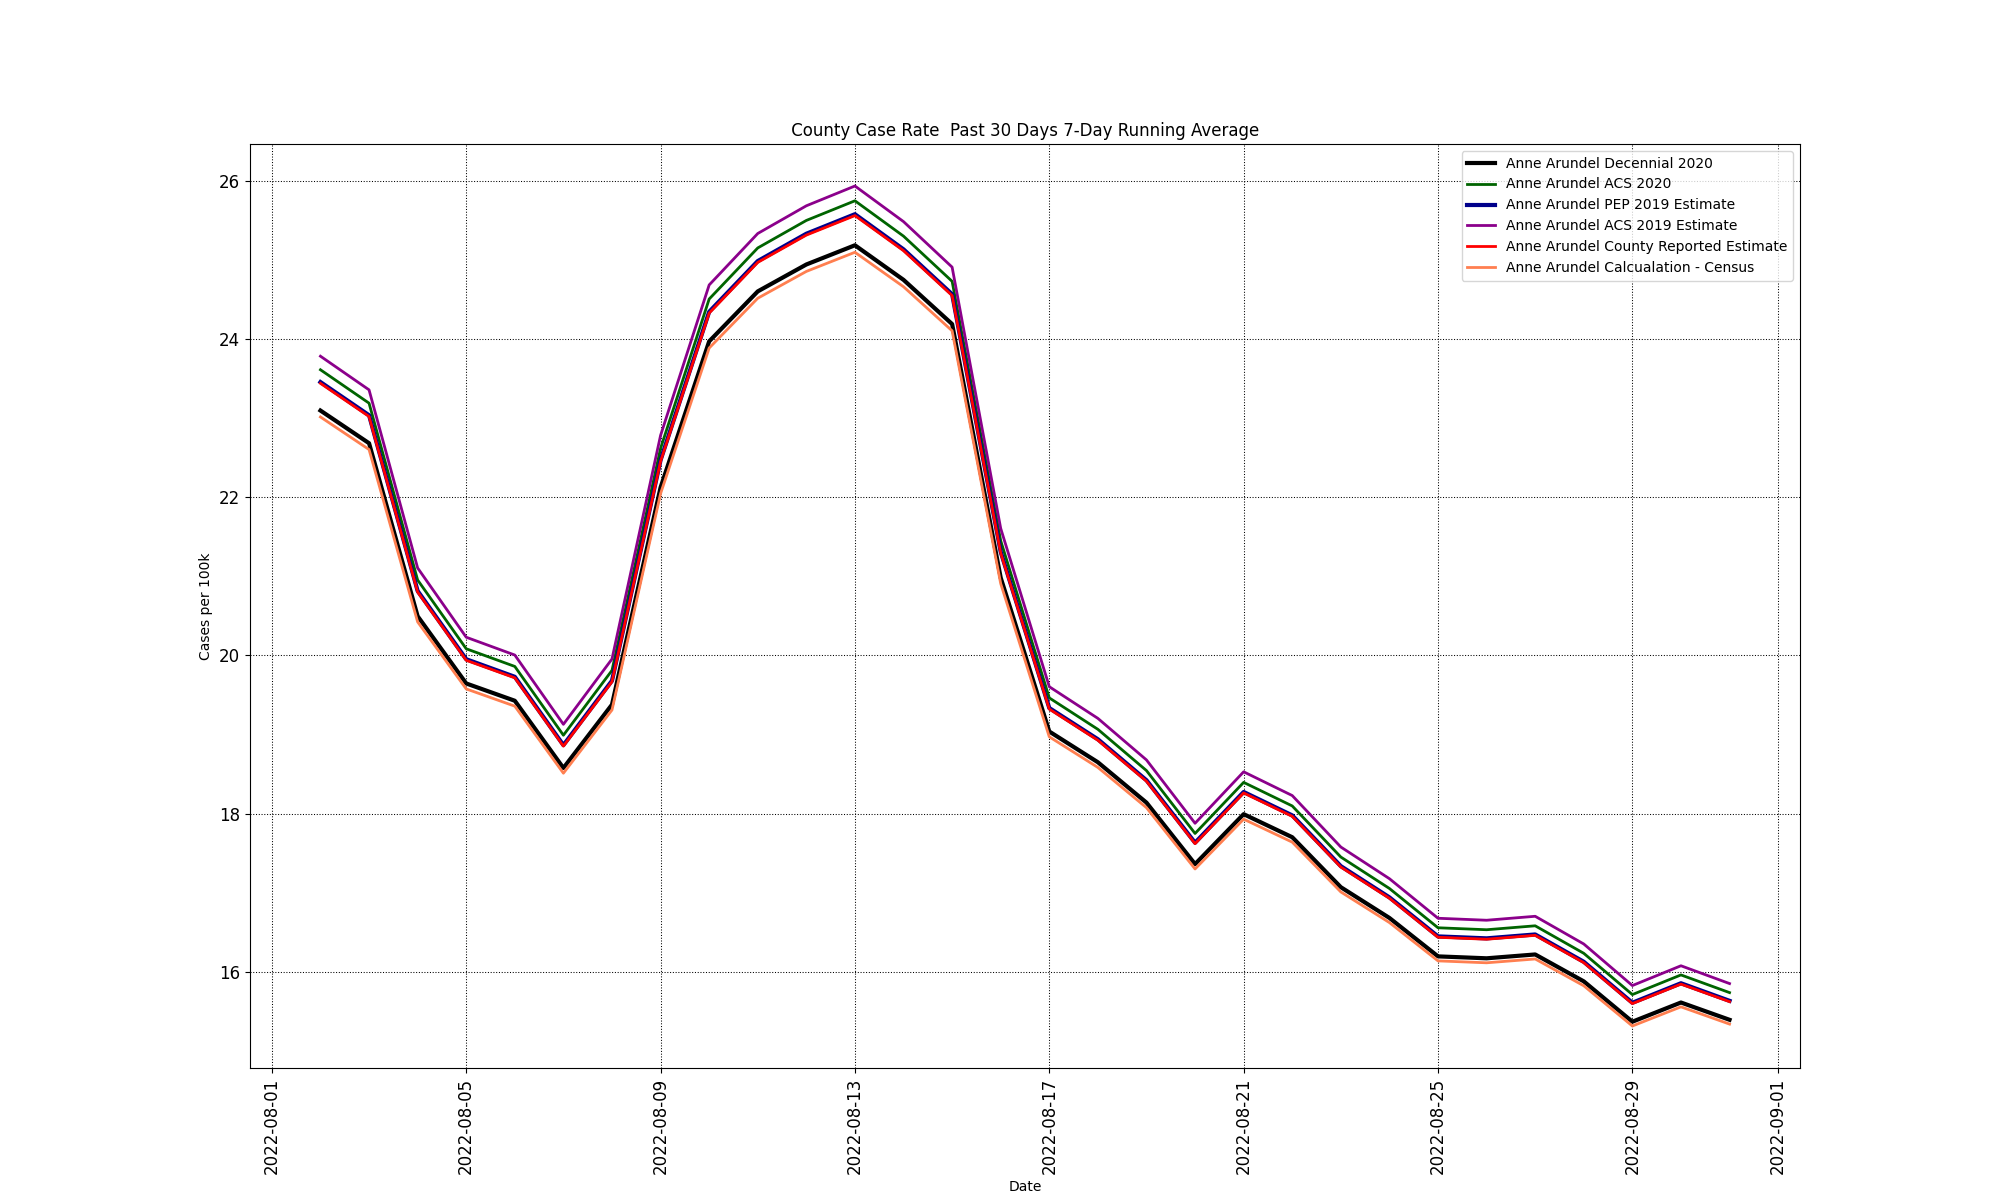 County Case Rate  Past 30 Days 7-Day Running Average
Anne Arundel Decennial 2020
Anne Arundel ACS 2020
Anne Arundel PEP 2019 Estimate
Anne Arundel ACS 2019 Estimate
Anne Arundel County Reported Estimate
Anne Arundel Calcualation - Census
26
24
22
20
18
16
Cases per 100k
2022-08-01
2022-08-05
2022-08-09
2022-08-13
2022-08-17
2022-08-21
2022-08-25
2022-08-29
2022-09-01
Date